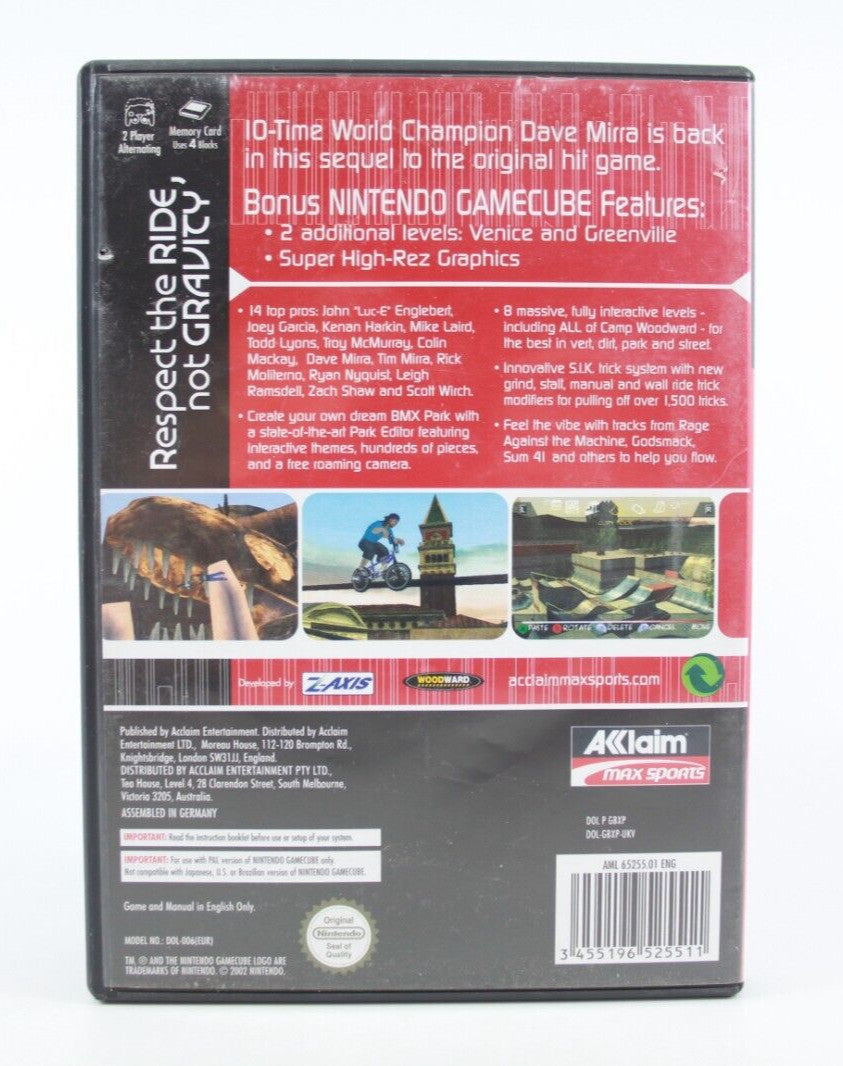 2 Player
Alternating
Memory Card
Uses 4 Blocks
Respect the RIDE,
not GRAVITY
10-Time World Champion Dave Mirra is back
in this sequel to the original hit game.
Bonus NINTENDO GAMECUBE Features:
• 2 additional levels: Venice and Greenville
• Super High-Rez Graphics
• 14 top pros: John "Luc-E" Englebert,
Joey Garcia, Kenan Harkin, Mike Laird,
Todd Lyons, Troy McMurray, Colin
Mackay, Dave Mirra, Tim Mirra, Rick
Moliterno, Ryan Nyquist, Leigh
Ramsdell, Zach Shaw and Scott Wirch.
• Create your own dream BMX Park with
a state-of-the-art Park Editor featuring
interactive themes, hundreds of pieces,
and a free roaming camera.
• 8 massive, fully interactive levels -
including ALL of Camp Woodward - for
the best in vert, dirt, park and street.
• Innovative S.I.K. trick system with new
grind, stall, manual and wall ride trick
modifiers for pulling off over 1,500 tricks.
• Feel the vibe with tracks from Rage
Against the Machine, Godsmack,
Sum 41 and others to help you flow.
PASTE ROTATE DELETE CANCEL MOVE
Developed by Z-AXIS
WOODWARD
acclaimmaxsports.com
Published by Acclaim Entertainment. Distributed by Acclaim
Entertainment LTD., Moreau House, 112-120 Brompton Rd.,
Knightsbridge, London SW31JJ, England.
DISTRIBUTED BY ACCLAIM ENTERTAINMENT PTY LTD.,
Tea House, Level 4, 28 Clarendon Street, South Melbourne,
Victoria 3205, Australia.
ASSEMBLED IN GERMANY
IMPORTANT: Read the instruction booklet before use or setup of your system.
IMPORTANT: For use with PAL version of NINTENDO GAMECUBE only.
Not compatible with Japanese, U.S. or Brazilian version of NINTENDO GAMECUBE.
Game and Manual in English Only.
MODEL NO.: DOL-006(EUR)
TM, ® AND THE NINTENDO GAMECUBE LOGO ARE
TRADEMARKS OF NINTENDO. © 2002 NINTENDO.
Original
Nintendo
Seal of
Quality
AKklaim
MAX SPORTS
DOL P GBXP
DOL-GBXP-UKV
AML 65255.01 ENG
3 455196 525511